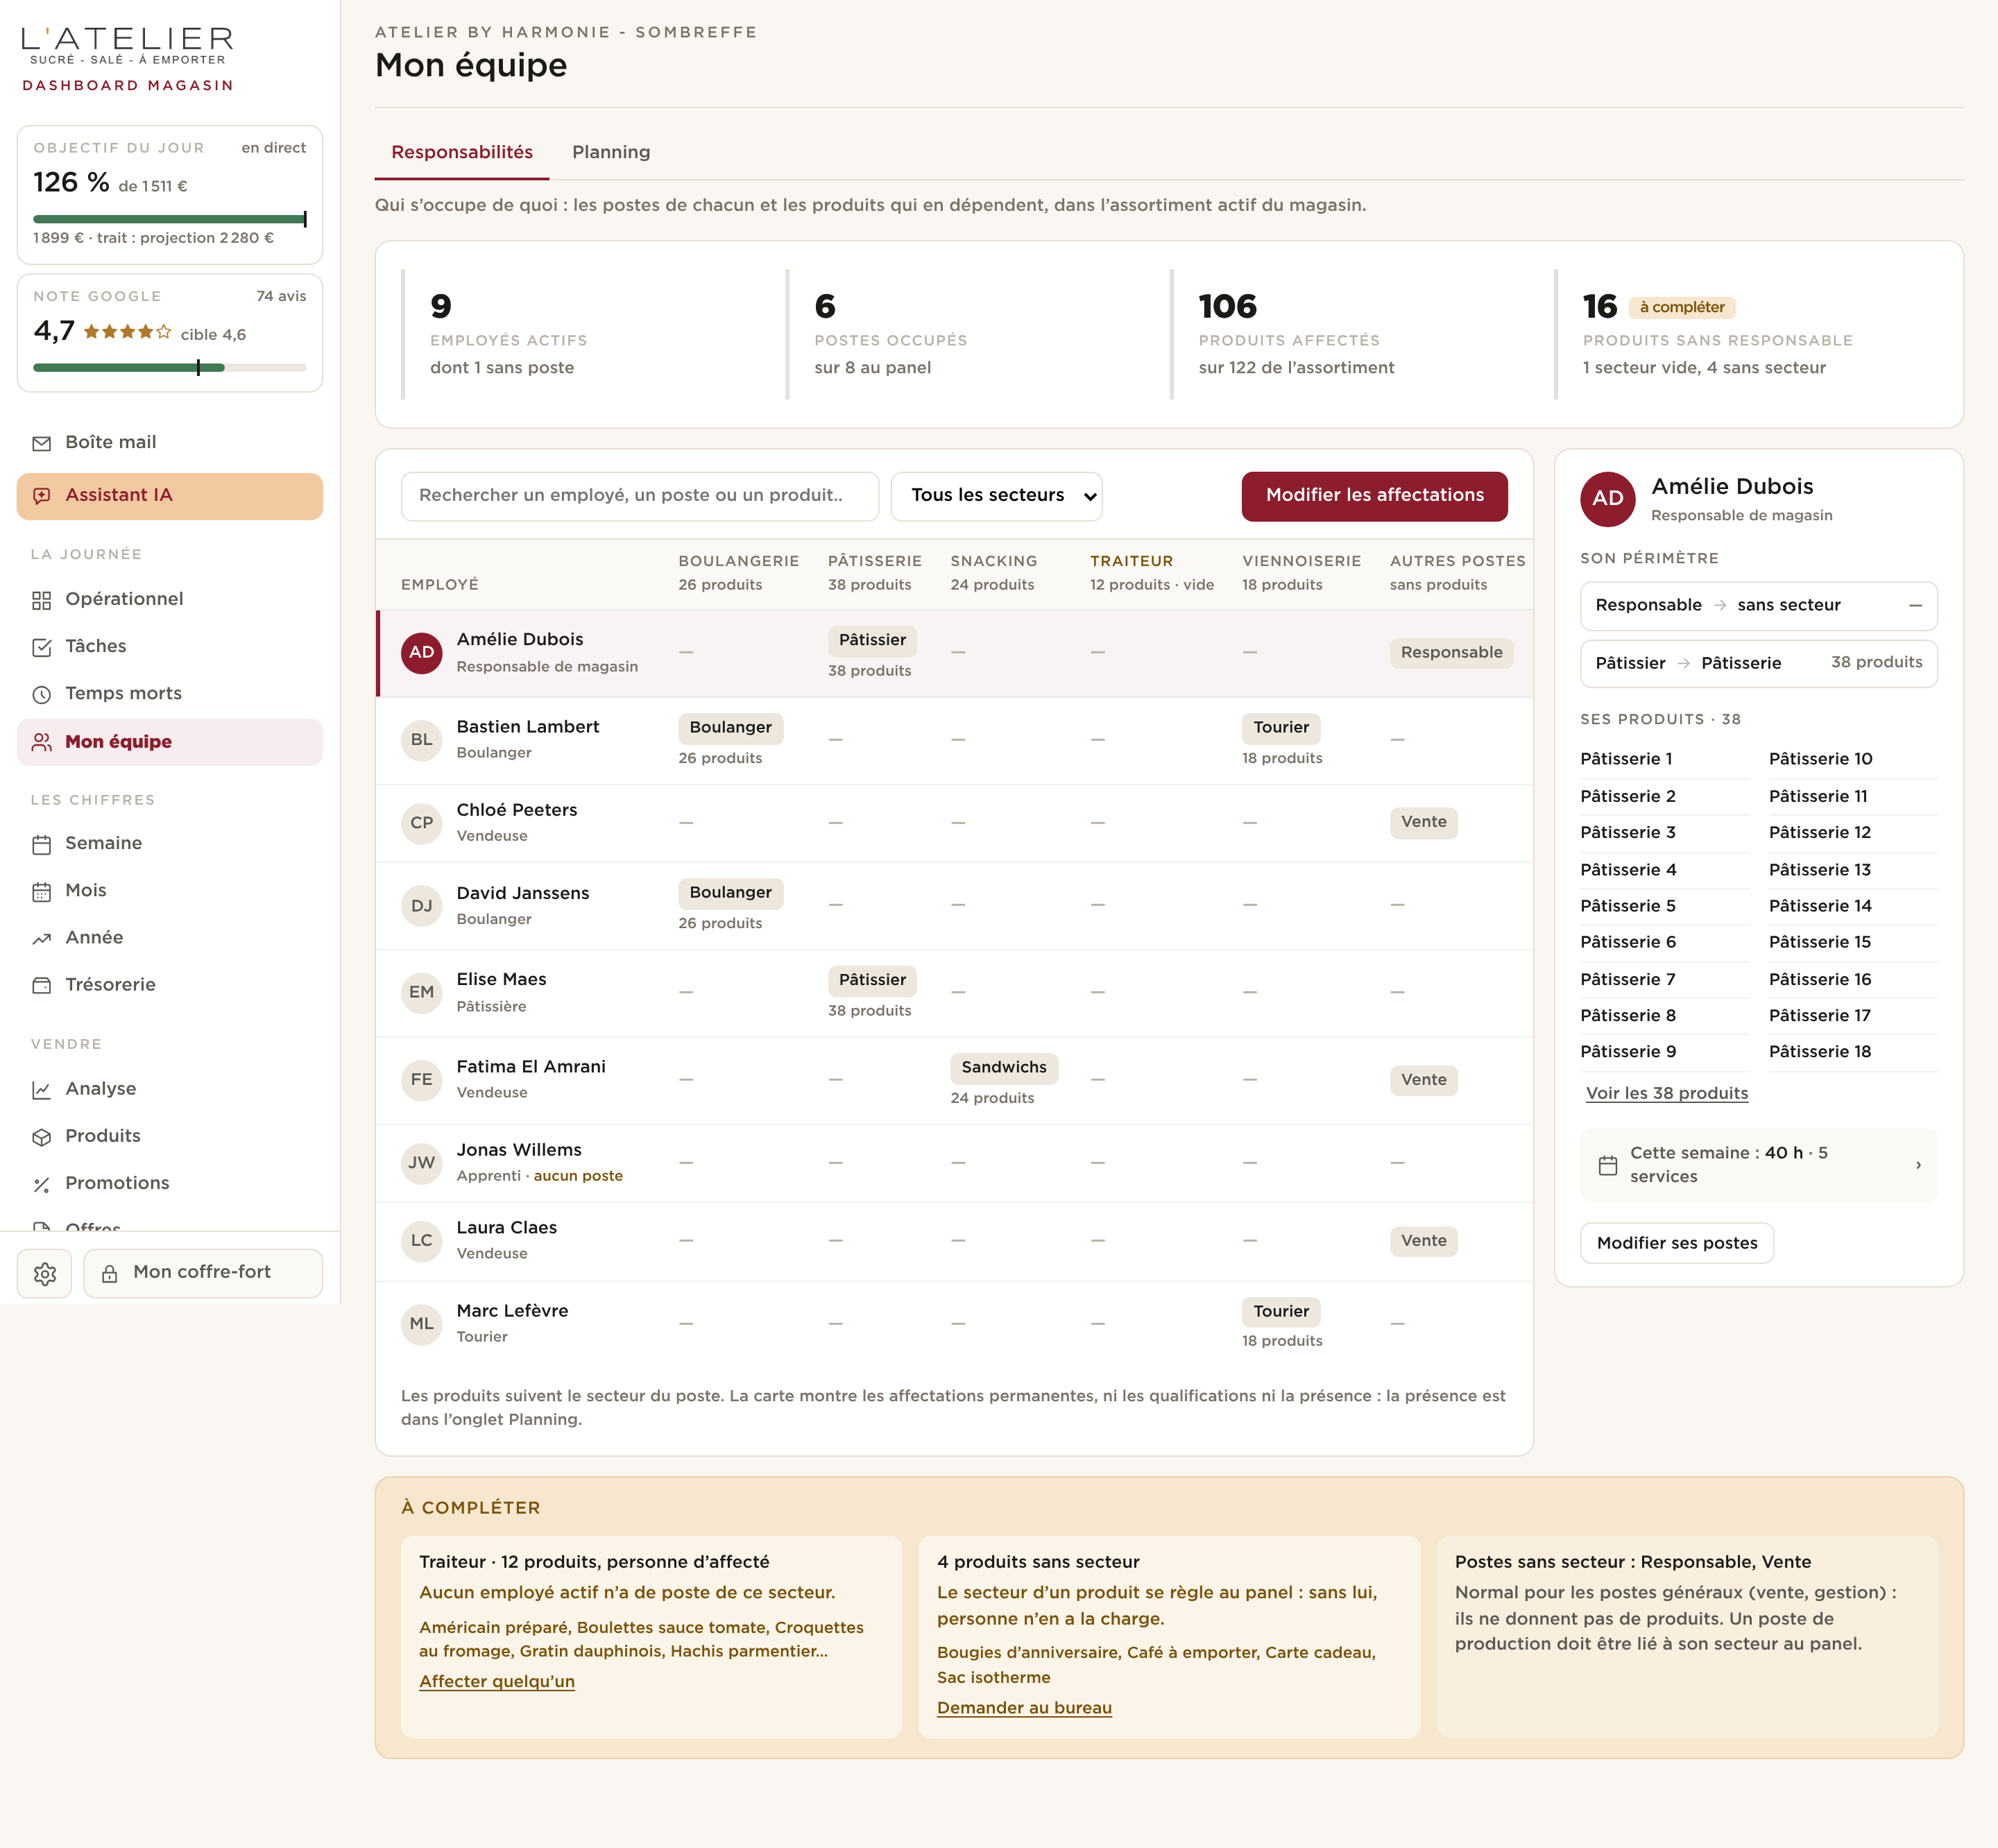 L'ATELIER
SUCRÉ - SALÉ - À EMPORTER
DASHBOARD MAGASIN
OBJECTIF DU JOUR en direct
126 % de 1 511 €
1 899 € · trait : projection 2 280 €
NOTE GOOGLE 74 avis
4,7 cible 4,6
Boîte mail
Assistant IA
LA JOURNÉE
Opérationnel
Tâches
Temps morts
Mon équipe
LES CHIFFRES
Semaine
Mois
Année
Trésorerie
VENDRE
Analyse
Produits
Promotions
Offres
Mon coffre-fort
ATELIER BY HARMONIE - SOMBREFFE
Mon équipe
Responsabilités Planning
Qui s’occupe de quoi : les postes de chacun et les produits qui en dépendent, dans l’assortiment actif du magasin.
9
EMPLOYÉS ACTIFS
dont 1 sans poste
6
POSTES OCCUPÉS
sur 8 au panel
106
PRODUITS AFFECTÉS
sur 122 de l’assortiment
16 à compléter
PRODUITS SANS RESPONSABLE
1 secteur vide, 4 sans secteur
Rechercher un employé, un poste ou un produit.. Tous les secteurs Modifier les affectations
BOULANGERIE PÂTISSERIE SNACKING TRAITEUR VIENNOISERIE AUTRES POSTES
EMPLOYÉ 26 produits 38 produits 24 produits 12 produits · vide 18 produits sans produits
AD Amélie Dubois — Pâtissier — — — Responsable
Responsable de magasin 38 produits
BL Bastien Lambert Boulanger — — — Tourier —
Boulanger 26 produits 18 produits
CP Chloé Peeters — — — — — Vente
Vendeuse
DJ David Janssens Boulanger — — — — —
Boulanger 26 produits
EM Elise Maes — Pâtissier — — — —
Pâtissière 38 produits
FE Fatima El Amrani — — Sandwichs — — Vente
Vendeuse 24 produits
JW Jonas Willems — — — — — —
Apprenti · aucun poste
LC Laura Claes — — — — — Vente
Vendeuse
ML Marc Lefèvre — — — — Tourier —
Tourier 18 produits
Les produits suivent le secteur du poste. La carte montre les affectations permanentes, ni les qualifications ni la présence : la présence est
dans l’onglet Planning.
AD Amélie Dubois
Responsable de magasin
SON PÉRIMÈTRE
Responsable → sans secteur —
Pâtissier → Pâtisserie 38 produits
SES PRODUITS · 38
Pâtisserie 1 Pâtisserie 10
Pâtisserie 2 Pâtisserie 11
Pâtisserie 3 Pâtisserie 12
Pâtisserie 4 Pâtisserie 13
Pâtisserie 5 Pâtisserie 14
Pâtisserie 6 Pâtisserie 15
Pâtisserie 7 Pâtisserie 16
Pâtisserie 8 Pâtisserie 17
Pâtisserie 9 Pâtisserie 18
Voir les 38 produits
Cette semaine : 40 h · 5
services ›
Modifier ses postes
À COMPLÉTER
Traiteur · 12 produits, personne d’affecté
Aucun employé actif n’a de poste de ce secteur.
Américain préparé, Boulettes sauce tomate, Croquettes
au fromage, Gratin dauphinois, Hachis parmentier...
Affecter quelqu’un
4 produits sans secteur
Le secteur d’un produit se règle au panel : sans lui,
personne n’en a la charge.
Bougies d’anniversaire, Café à emporter, Carte cadeau,
Sac isotherme
Demander au bureau
Postes sans secteur : Responsable, Vente
Normal pour les postes généraux (vente, gestion) :
ils ne donnent pas de produits. Un poste de
production doit être lié à son secteur au panel.